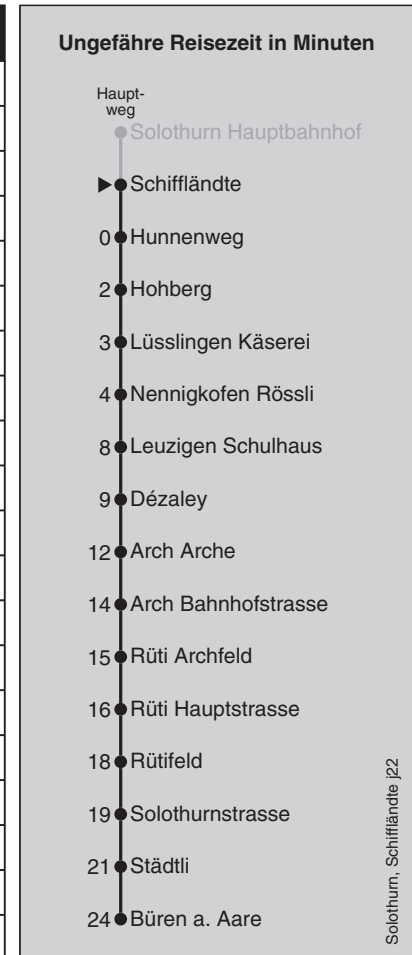 Ungefähre Reisezeit in Minuten
Haupt-
weg
Solothurn Hauptbahnhof
Schiffländte
0 Hunnenweg
2 Hohberg
3 Lüsslingen Käserei
4 Nennigkofen Rössli
8 Leuzigen Schulhaus
9 Dézaley
12 Arch Arche
14 Arch Bahnhofstrasse
15 Rüti Archfeld
16 Rüti Hauptstrasse
18 Rütifeld
19 Solothurnstrasse
21 Städtli
24 Büren a. Aare
Solothurn, Schiffländte j22